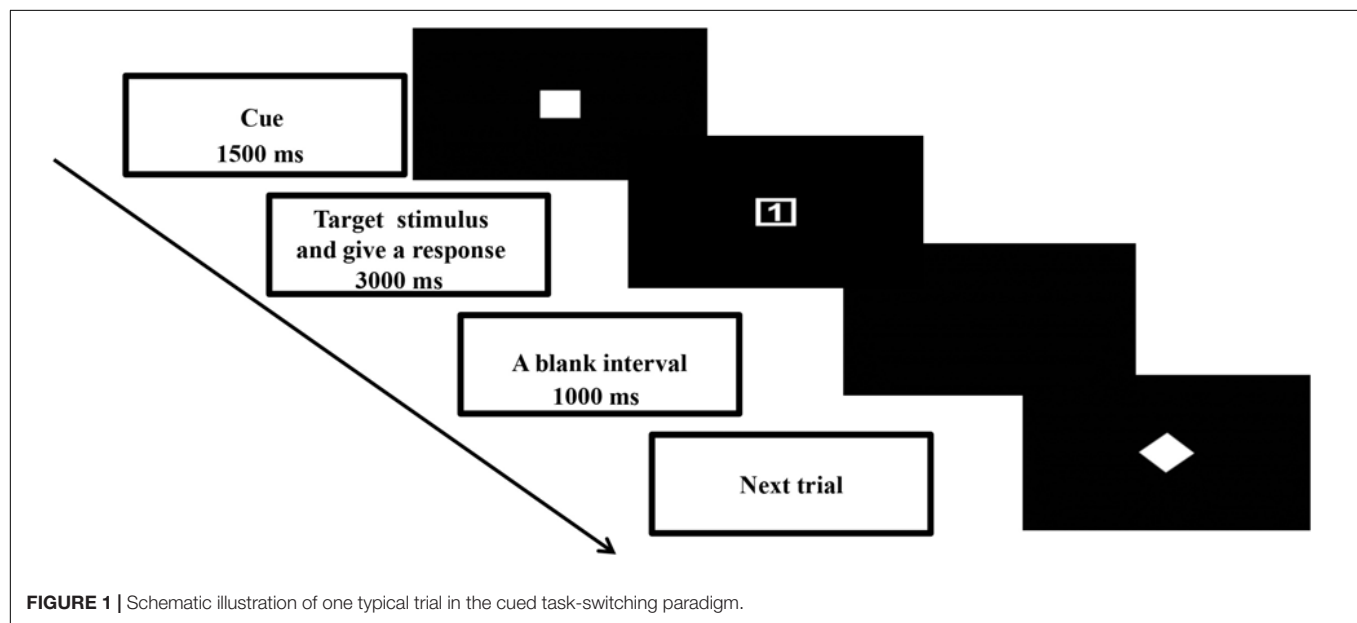 Cue
1500 ms
Target stimulus
and give a response
3000 ms
1
A blank interval
1000 ms
Next trial
FIGURE 1 | Schematic illustration of one typical trial in the cued task-switching paradigm.